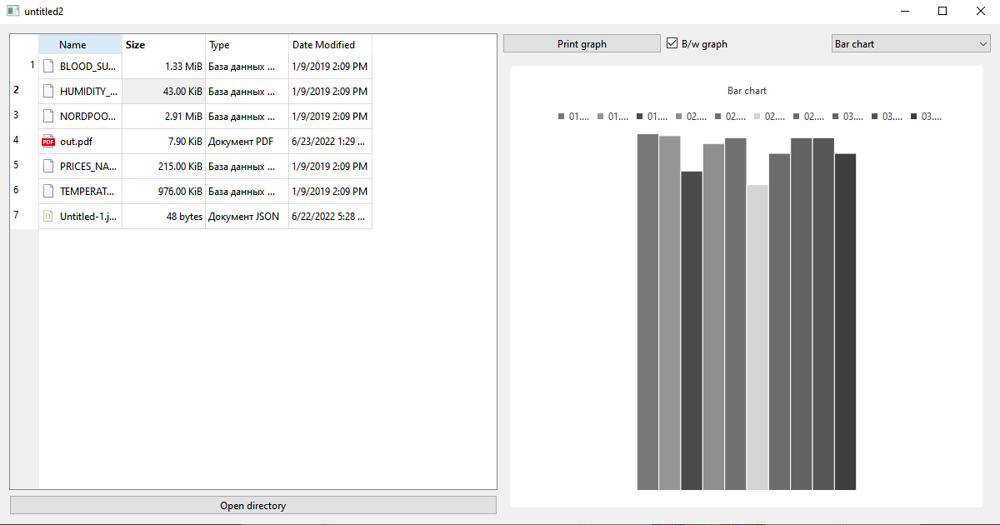 untitled2
Name Size Type Date Modified
1 BLOOD_SU... 1.33 MiB База данных ... 1/9/2019 2:09 PM
2 HUMIDITY_... 43.00 KiB База данных ... 1/9/2019 2:09 PM
3 NORDPOO... 2.91 MiB База данных ... 1/9/2019 2:09 PM
4 PDF out.pdf 7.90 KiB Документ PDF 6/23/2022 1:29 ...
5 PRICES_NA... 215.00 KiB База данных ... 1/9/2019 2:09 PM
6 TEMPERAT... 976.00 KiB База данных ... 1/9/2019 2:09 PM
7 Untitled-1.j... 48 bytes Документ JSON 6/22/2022 5:28 ...
Open directory
Print graph B/w graph Bar chart
Bar chart
01.... 01.... 01.... 02.... 02.... 02.... 02.... 03.... 03.... 03....